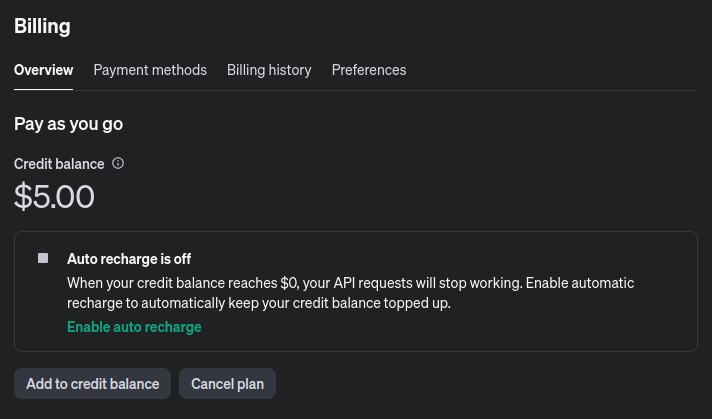 Billing
Overview Payment methods Billing history Preferences
Pay as you go
Credit balance
$5.00
Auto recharge is off
When your credit balance reaches $0, your API requests will stop working. Enable automatic
recharge to automatically keep your credit balance topped up.
Enable auto recharge
Add to credit balance Cancel plan